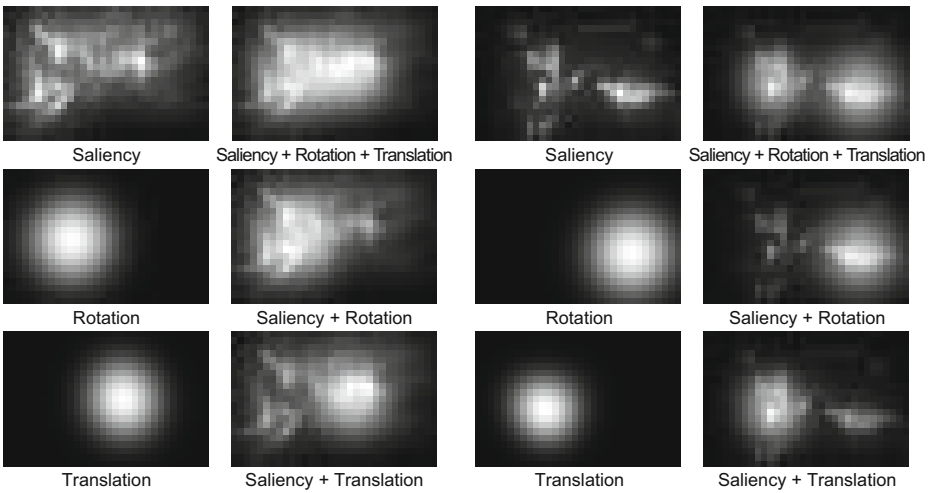 Saliency
Saliency + Rotation + Translation
Saliency
Saliency + Rotation + Translation
Rotation
Saliency + Rotation
Rotation
Saliency + Rotation
Translation
Saliency + Translation
Translation
Saliency + Translation